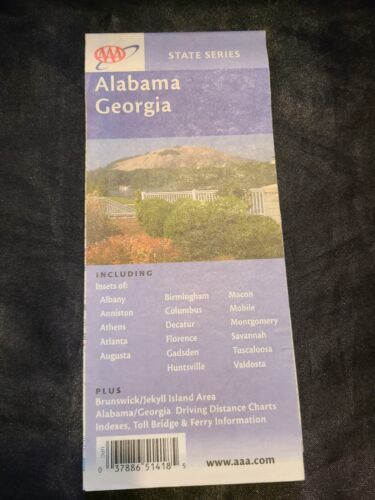 AAA
STATE SERIES
Alabama
Georgia
INCLUDING
Insets of:
Albany
Anniston
Athens
Atlanta
Augusta
Birmingham
Columbus
Decatur
Florence
Gadsden
Huntsville
Macon
Mobile
Montgomery
Savannah
Tuscaloosa
Valdosta
PLUS
Brunswick/Jekyll Island Area
Alabama/Georgia Driving Distance Charts
Indexes, Toll Bridge & Ferry Information
UPC
0 37886 51418 5
www.aaa.com